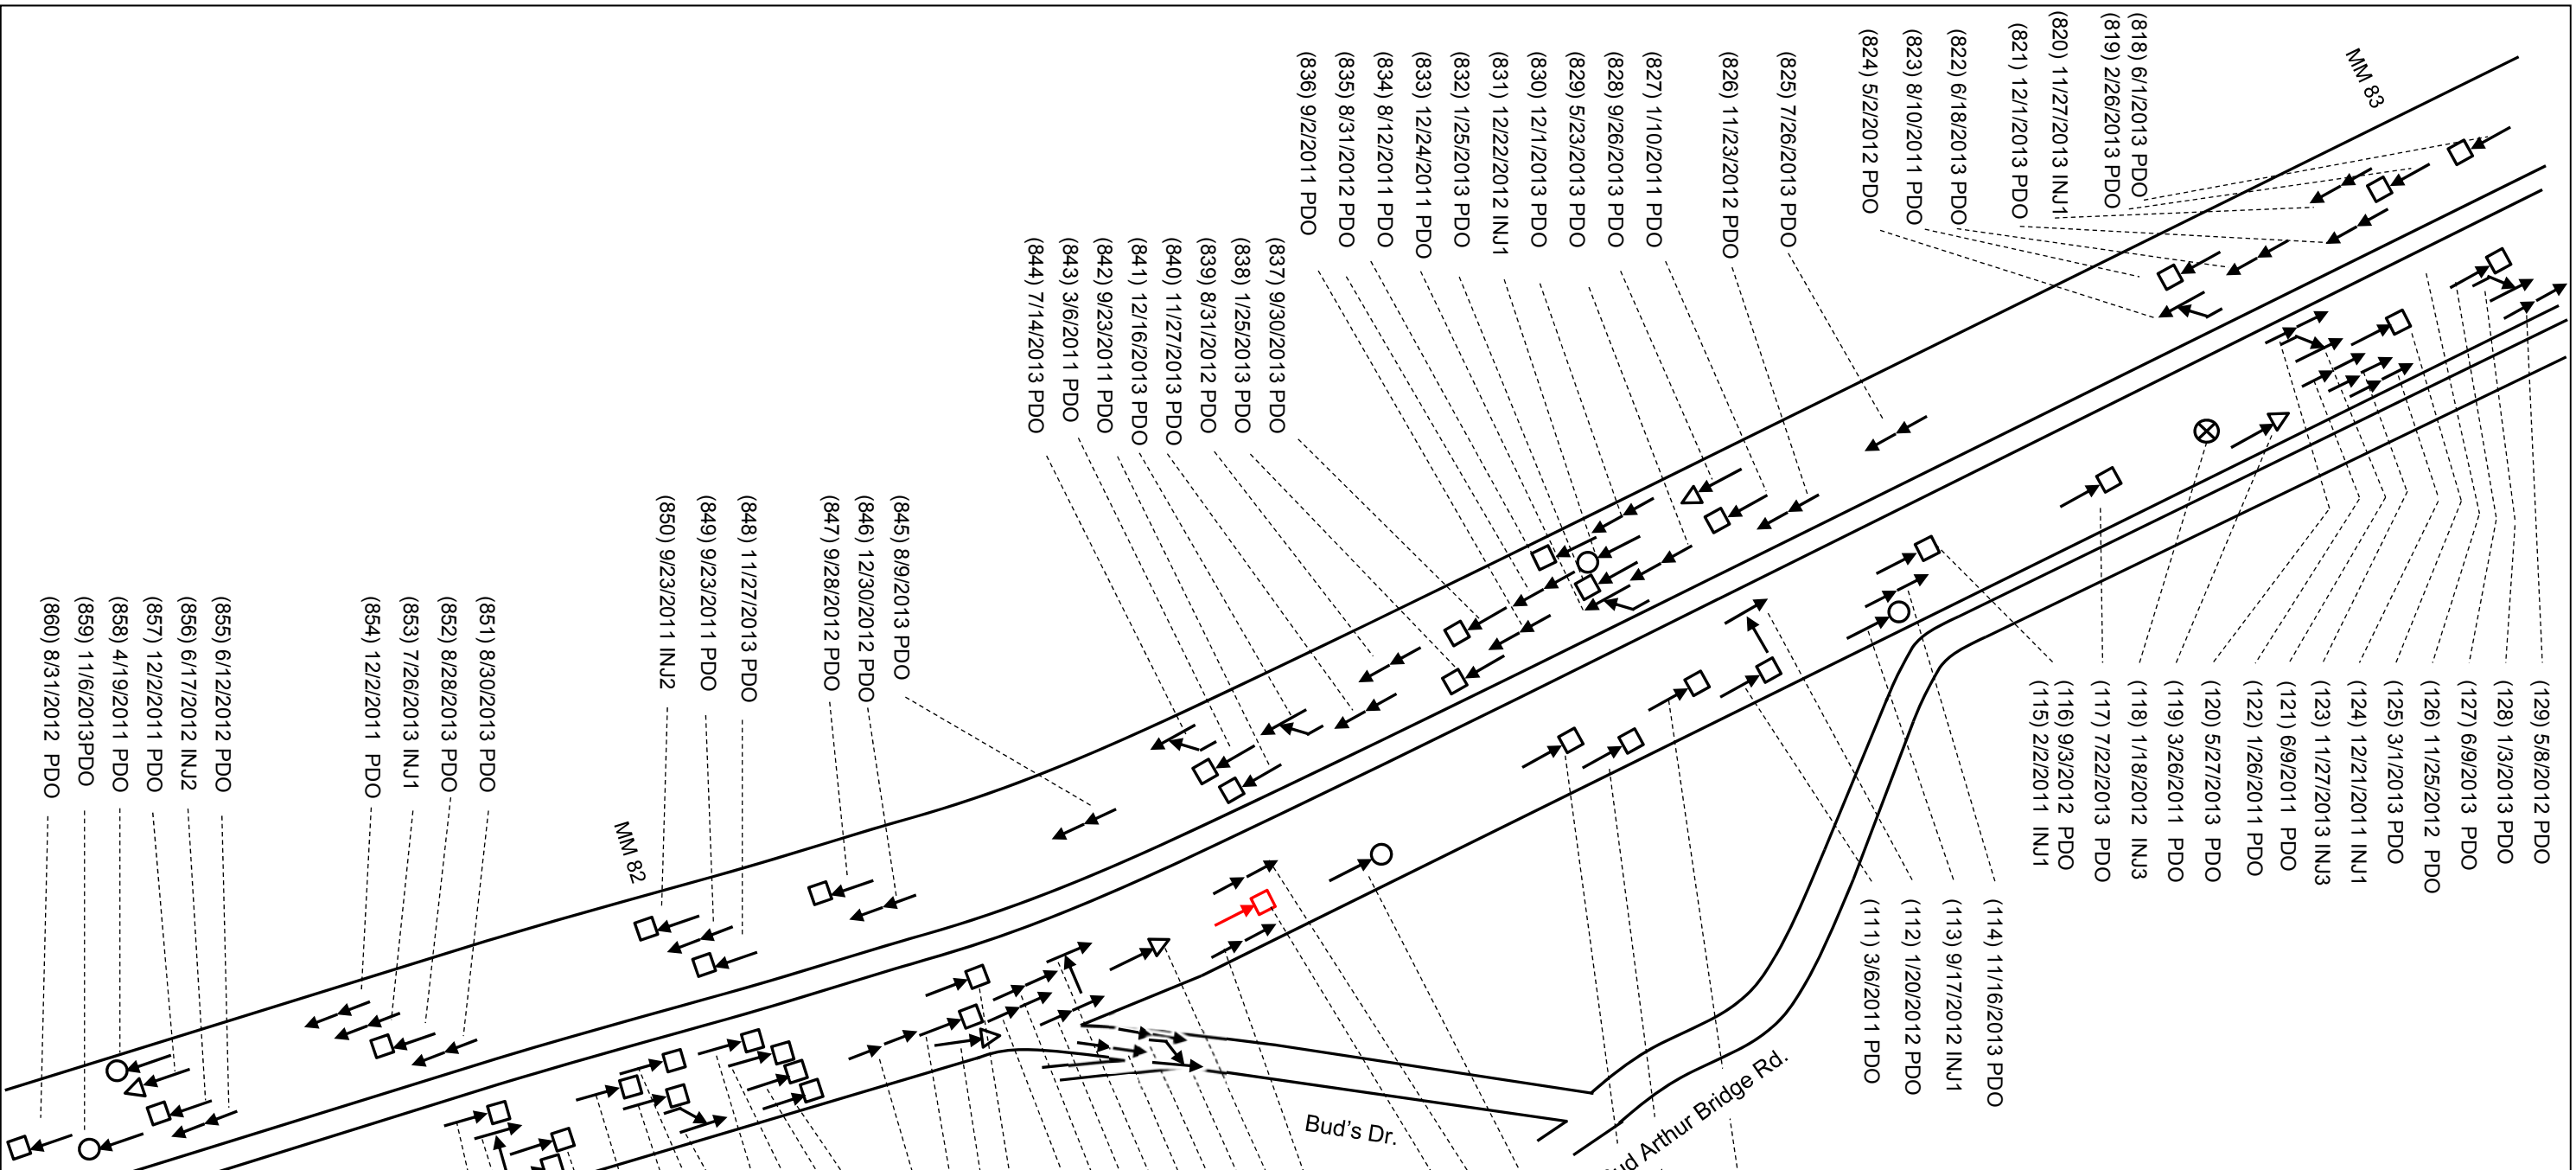 MM 83
(818) 6/1/2013 PDO
(819) 2/26/2013 PDO
(820) 11/27/2013 INJ1
(821) 12/1/2013 PDO
(822) 6/18/2013 PDO
(823) 8/10/2011 PDO
(824) 5/2/2012 PDO
(825) 7/26/2013 PDO
(826) 11/23/2012 PDO
(827) 1/10/2011 PDO
(828) 9/26/2013 PDO
(829) 5/23/2013 PDO
(830) 12/1/2013 PDO
(831) 12/22/2012 INJ1
(832) 1/25/2013 PDO
(833) 12/24/2011 PDO
(834) 8/12/2011 PDO
(835) 8/31/2012 PDO
(836) 9/2/2011 PDO
(837) 9/30/2013 PDO
(838) 1/25/2013 PDO
(839) 8/31/2012 PDO
(840) 11/27/2013 PDO
(841) 12/16/2013 PDO
(842) 9/23/2011 PDO
(843) 3/6/2011 PDO
(844) 7/14/2013 PDO
(845) 8/9/2013 PDO
(846) 12/30/2012 PDO
(847) 9/28/2012 PDO
(848) 11/27/2013 PDO
(849) 9/23/2011 PDO
(850) 9/23/2011 INJ2
MM 82
(851) 8/30/2013 PDO
(852) 8/28/2013 PDO
(853) 7/26/2013 INJ1
(854) 12/2/2011 PDO
(855) 6/12/2012 PDO
(856) 6/17/2012 INJ2
(857) 12/2/2011 PDO
(858) 4/19/2011 PDO
(859) 11/6/2013PDO
(860) 8/31/2012 PDO
(129) 5/8/2012 PDO
(128) 1/3/2013 PDO
(127) 6/9/2013 PDO
(126) 11/25/2012 PDO
(125) 3/1/2013 PDO
(124) 12/21/2011 INJ1
(123) 11/27/2013 INJ3
(121) 6/9/2011 PDO
(122) 1/26/2011 PDO
(120) 5/27/2013 PDO
(119) 3/26/2011 PDO
(118) 1/18/2012 INJ3
(117) 7/22/2013 PDO
(116) 9/3/2012 PDO
(115) 2/2/2011 INJ1
(114) 11/16/2013 PDO
(113) 9/17/2012 INJ1
(112) 1/20/2012 PDO
(111) 3/6/2011 PDO
Bud's Dr.
ud Arthur Bridge Rd.